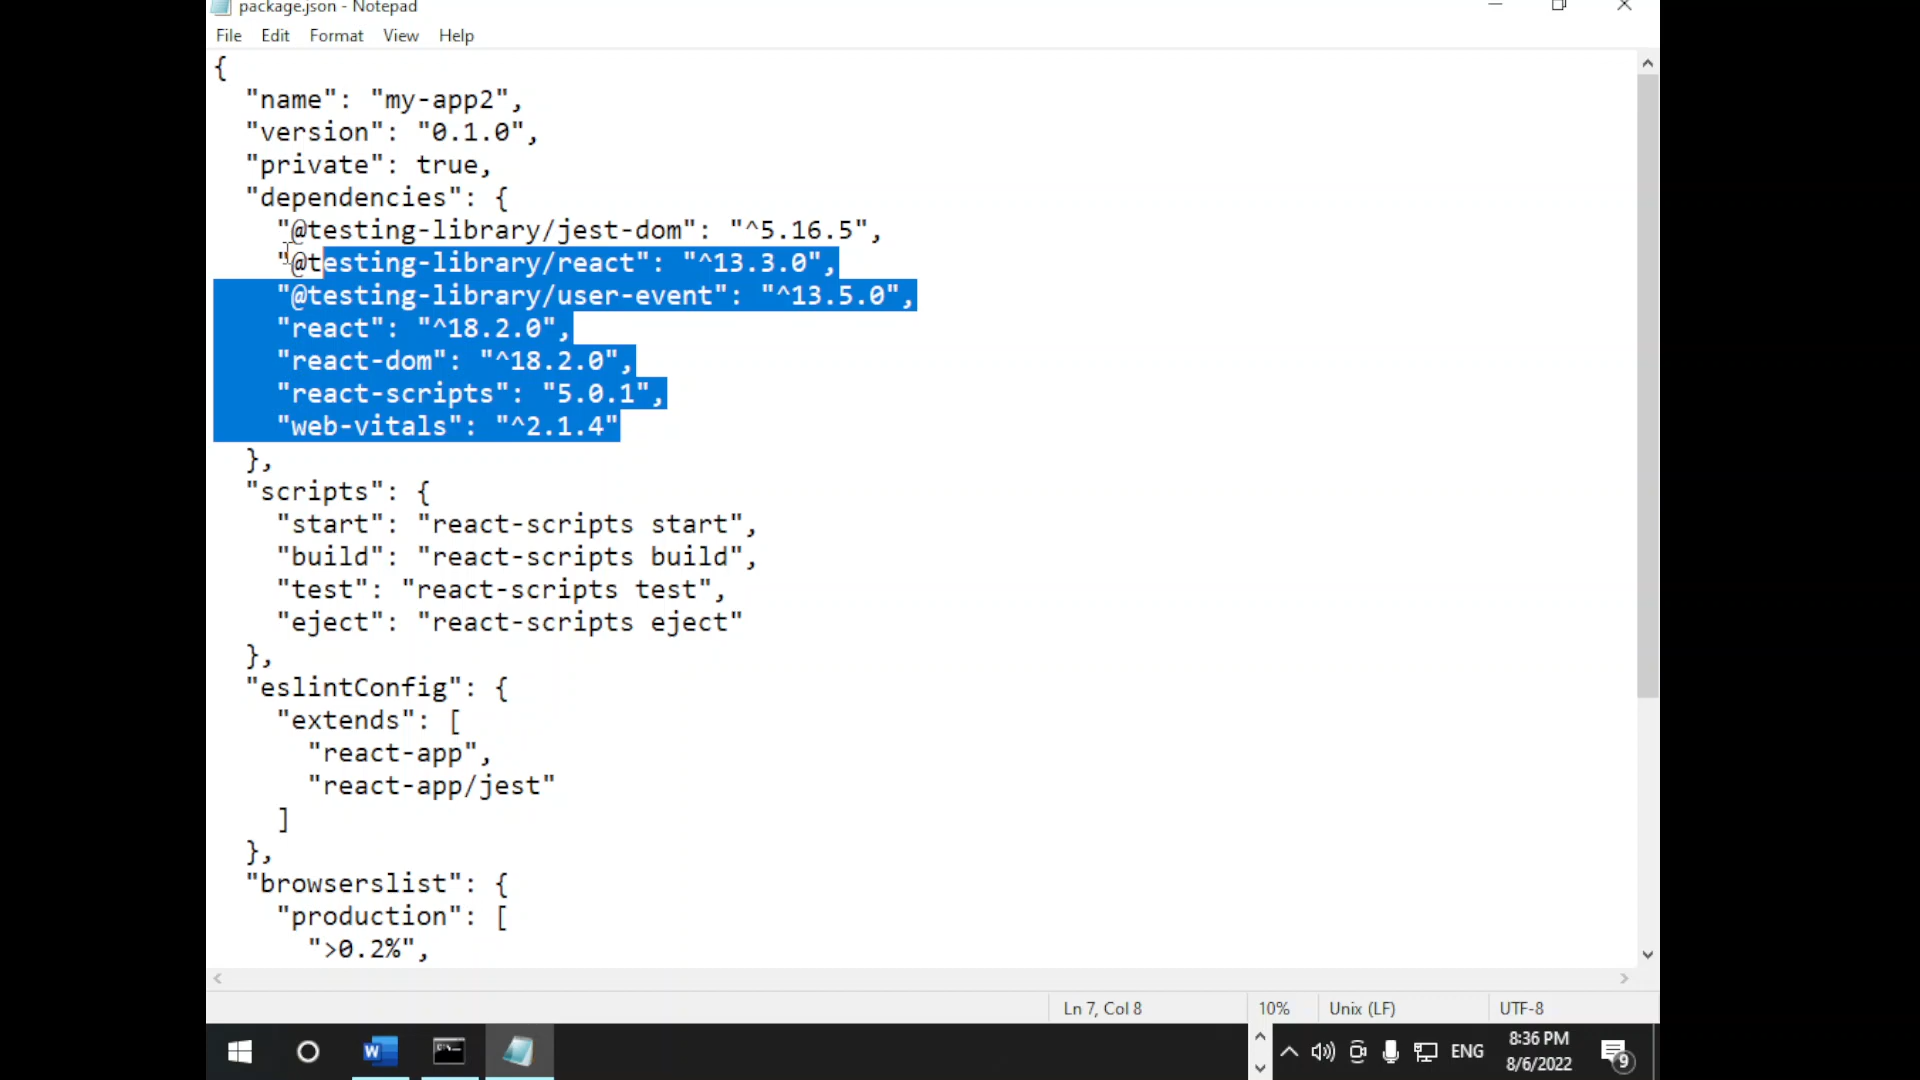 package.json - Notepad
File Edit Format View Help
{
"name": "my-app2",
"version": "0.1.0",
"private": true,
"dependencies": {
"@testing-library/jest-dom": "^5.16.5",
"@testing-library/react": "^13.3.0",
"@testing-library/user-event": "^13.5.0",
"react": "^18.2.0",
"react-dom": "^18.2.0",
"react-scripts": "5.0.1",
"web-vitals": "^2.1.4"
},
"scripts": {
"start": "react-scripts start",
"build": "react-scripts build",
"test": "react-scripts test",
"eject": "react-scripts eject"
},
"eslintConfig": {
"extends": [
"react-app",
"react-app/jest"
]
},
"browserslist": {
"production": [
">0.2%",
Ln 7, Col 8 10% Unix (LF) UTF-8
W ENG 8:36 PM
8/6/2022 9